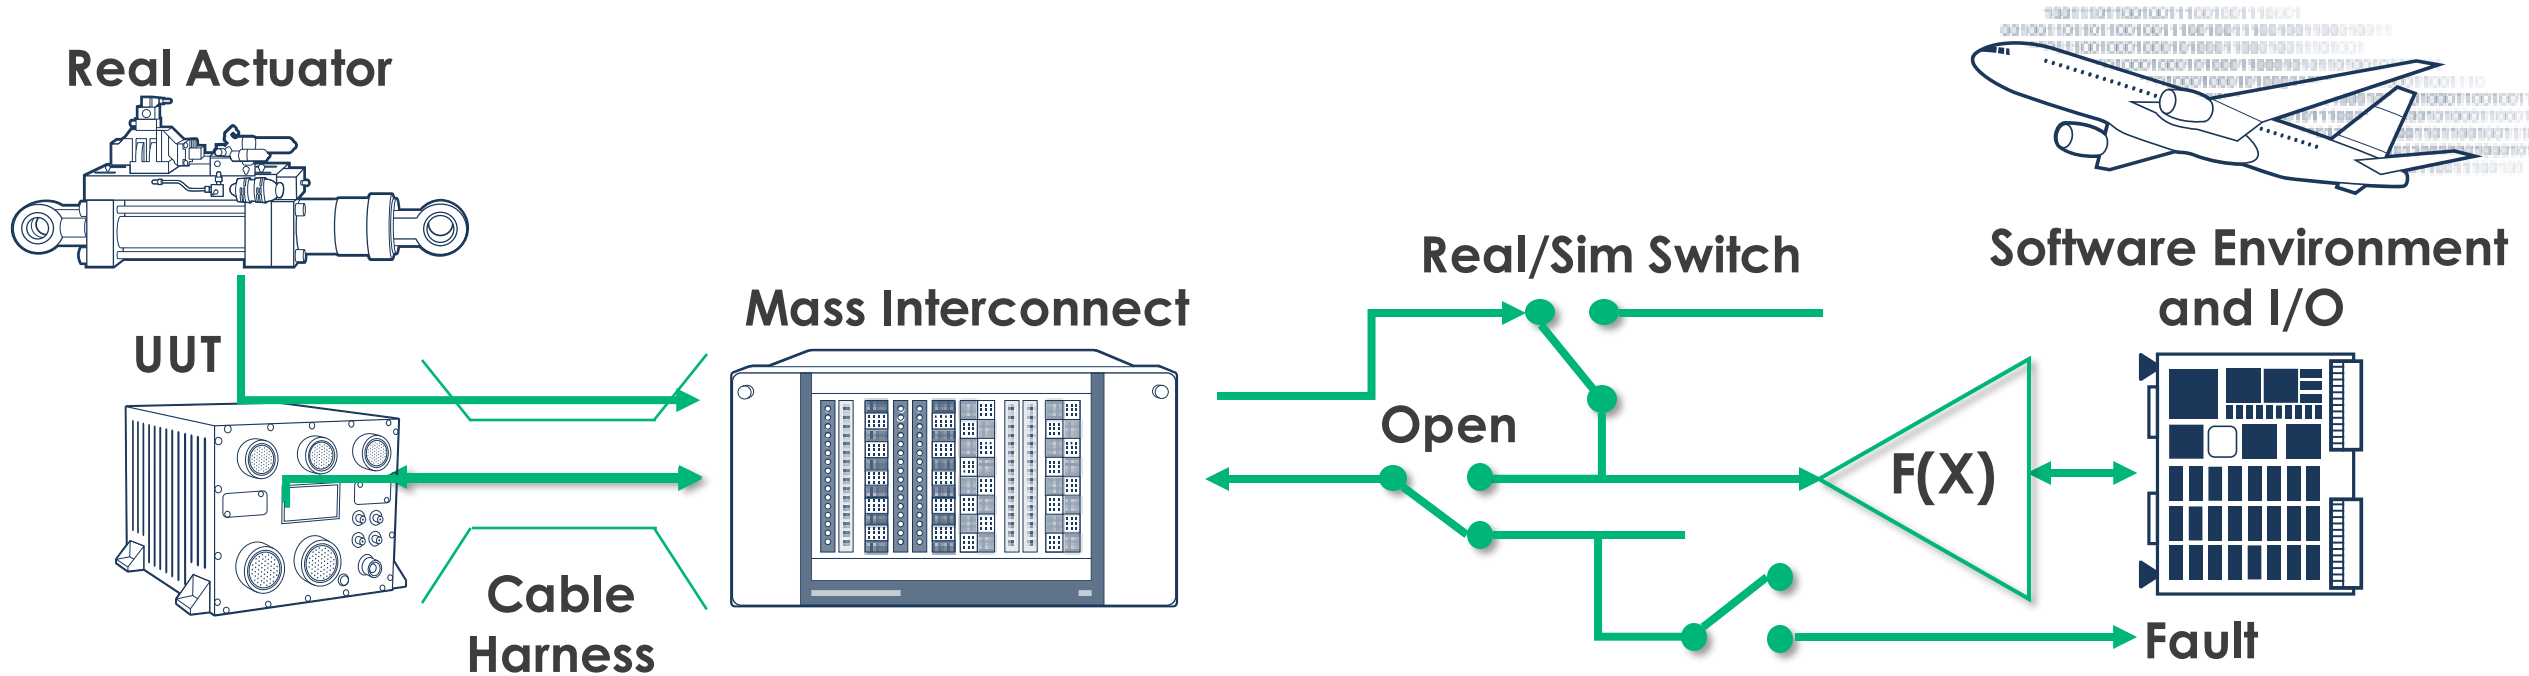 Real Actuator
UUT
Mass Interconnect
Cable
Harness
Real/Sim Switch
Open
F(X)
Software Environment
and I/O
Fault